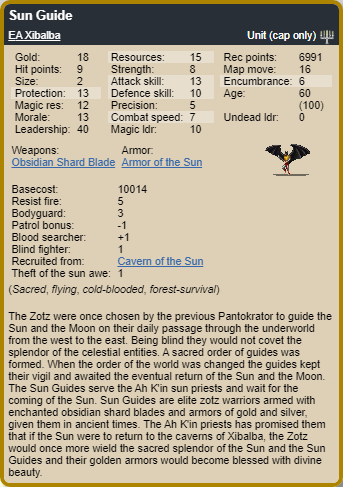 Sun Guide
EA Xibalba Unit (cap only)
Gold: 18 Resources: 15 Rec points: 6991
Hit points: 9 Strength: 8 Map move: 16
Size: 2 Attack skill: 13 Encumbrance: 6
Protection: 13 Defence skill: 10 Age: 60
Magic res: 12 Precision: 5 (100)
Morale: 13 Combat speed: 7 Undead ldr: 0
Leadership: 40 Magic ldr: 10
Weapons: Armor:
Obsidian Shard Blade Armor of the Sun
Basecost: 10014
Resist fire: 5
Bodyguard: 3
Patrol bonus: -1
Blood searcher: +1
Blind fighter: 1
Recruited from: Cavern of the Sun
Theft of the sun awe: 1
(Sacred, flying, cold-blooded, forest-survival)
The Zotz were once chosen by the previous Pantokrator to guide the
Sun and the Moon on their daily passage through the underworld
from the west to the east. Being blind they would not covet the
splendor of the celestial entities. A sacred order of guides was
formed. When the order of the world was changed the guides kept
their vigil and awaited the eventual return of the Sun and the Moon.
The Sun Guides serve the Ah K'in sun priests and wait for the
coming of the Sun. Sun Guides are elite zotz warriors armed with
enchanted obsidian shard blades and armors of gold and silver,
given them in ancient times. The Ah K'in priests has promised them
that if the Sun were to return to the caverns of Xibalba, the Zotz
would once more wield the sacred splendor of the Sun and the Sun
Guides and their golden armors would become blessed with divine
beauty.